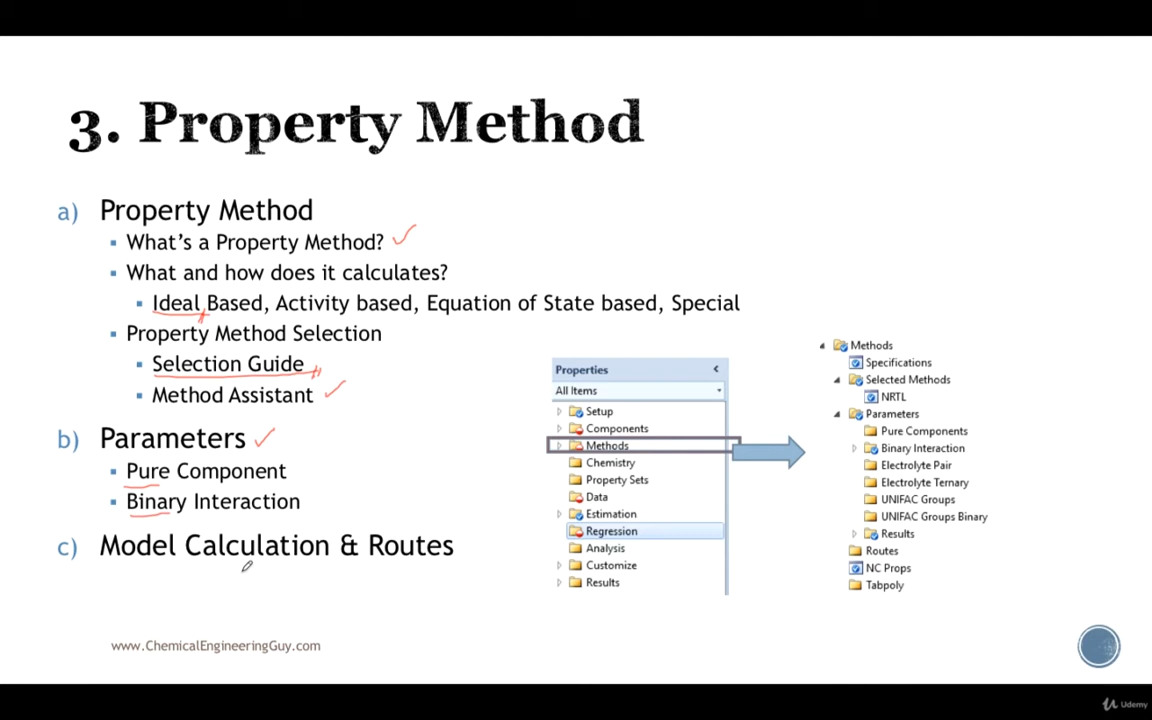 3. Property Method
a) Property Method
▪ What's a Property Method?
▪ What and how does it calculates?
▪ Ideal Based, Activity based, Equation of State based, Special
▪ Property Method Selection
▪ Selection Guide
▪ Method Assistant
b) Parameters
▪ Pure Component
▪ Binary Interaction
c) Model Calculation & Routes
Properties
All Items
Setup
Components
Methods
Chemistry
Property Sets
Data
Estimation
Regression
Analysis
Customize
Results
Methods
Specifications
Selected Methods
NRTL
Parameters
Pure Components
Binary Interaction
Electrolyte Pair
Electrolyte Ternary
UNIFAC Groups
UNIFAC Groups Binary
Results
Routes
NC Props
Tabpoly
www.ChemicalEngineeringGuy.com
Udemy